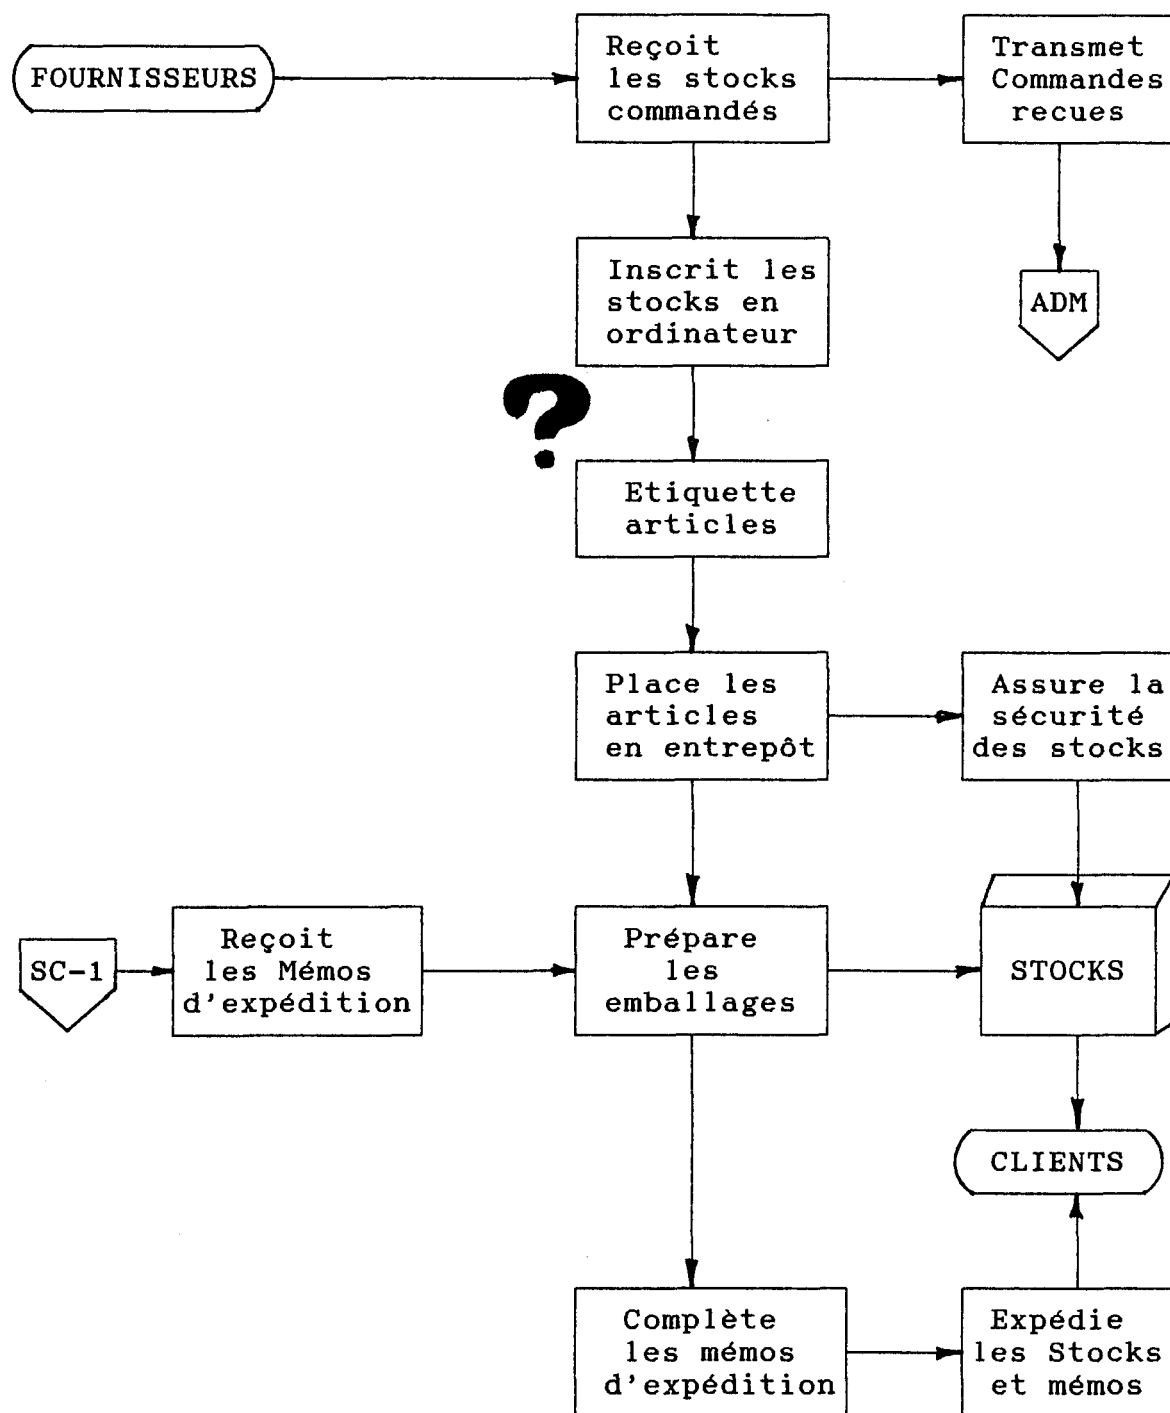 FOURNISSEURS
Reçoit
les stocks
commandés
Transmet
Commandes
recues
Inscrit les
stocks en
ordinateur
ADM
?
Etiquette
articles
Place les
articles
en entrepôt
Assure la
sécurité
des stocks
SC-1
Reçoit
les Mémos
d'expédition
Prépare
les
emballages
STOCKS
CLIENTS
Complète
les mémos
d'expédition
Expédie
les Stocks
et mémos